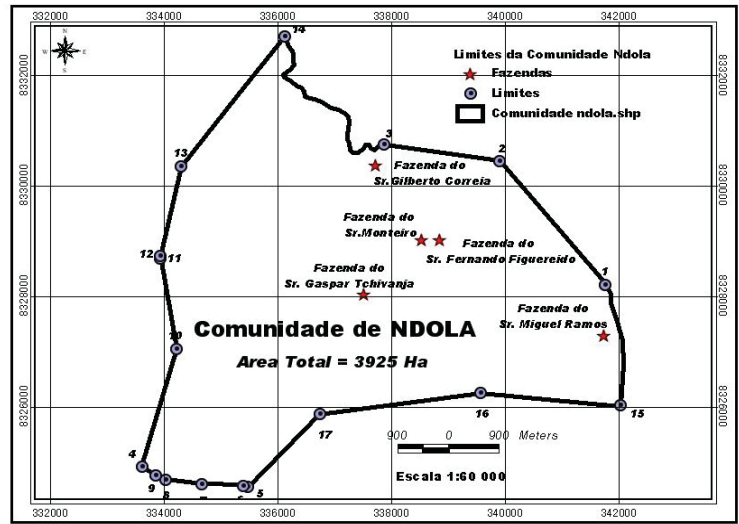 332000 334000 336000 338000 340000 342000
N
W E
S
Limites da Comunidade Ndola
Fazendas
Limites
Comunidade ndola.shp
8332000
8332000
14
13
3
2
Fazenda do
Sr.Gilberto Correia
8330000
8330000
Fazenda do
Sr.Monteiro
Fazenda do
Sr. Fernando Figuereido
12
11
Fazenda do
Sr. Gaspar Tchivanja
1
8328000
8328000
Fazenda do
Sr. Miguel Ramos
Comunidade de NDOLA
10
Area Total = 3925 Ha
8326000
8326000
16
15
17
900 0 900 Meters
4
9
8
5
Escala 1:60 000
332000 334000 336000 338000 340000 342000